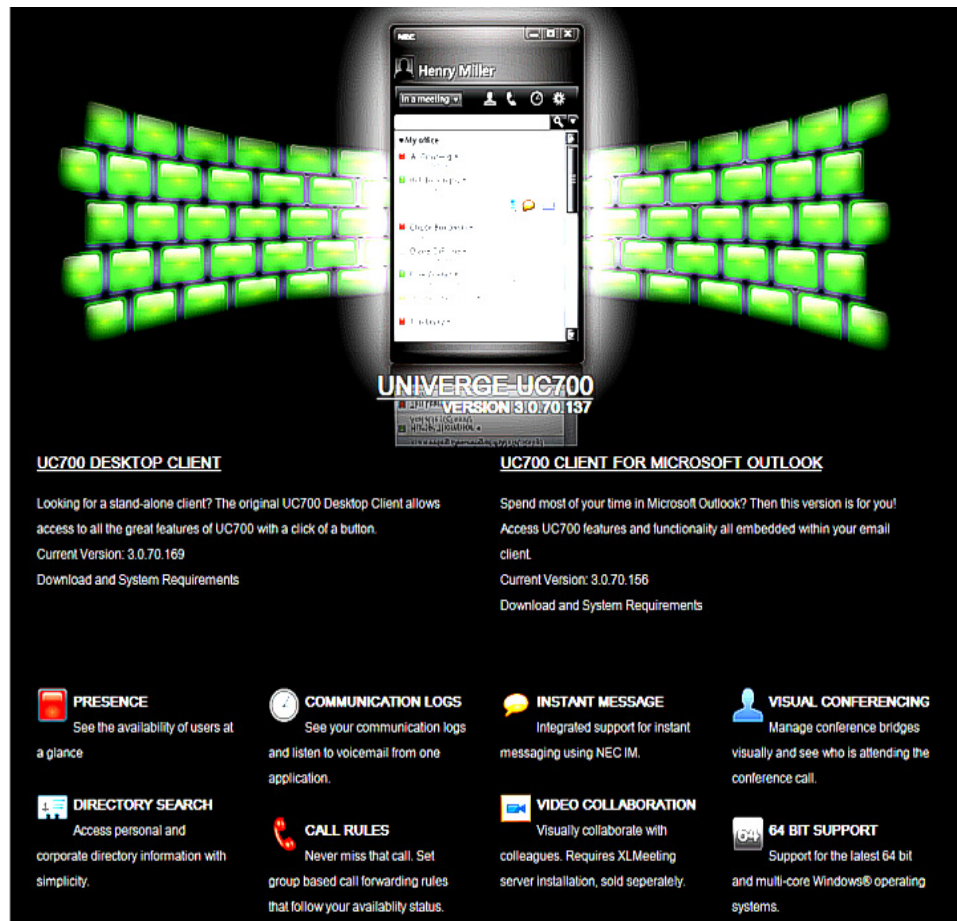 NEC
Henry Miller
In a meeting
My office
UNIVERGE UC700
VERSION 3.0.70.137
UC700 DESKTOP CLIENT
Looking for a stand-alone client? The original UC700 Desktop Client allows
access to all the great features of UC700 with a click of a button.
Current Version: 3.0.70.169
Download and System Requirements
UC700 CLIENT FOR MICROSOFT OUTLOOK
Spend most of your time in Microsoft Outlook? Then this version is for you!
Access UC700 features and functionality all embedded within your email
client.
Current Version: 3.0.70.156
Download and System Requirements
PRESENCE
See the availability of users at
a glance
COMMUNICATION LOGS
See your communication logs
and listen to voicemail from one
application.
INSTANT MESSAGE
Integrated support for instant
messaging using NEC IM.
VISUAL CONFERENCING
Manage conference bridges
visually and see who is attending the
conference call.
DIRECTORY SEARCH
Access personal and
corporate directory information with
simplicity.
CALL RULES
Never miss that call. Set
group based call forwarding rules
that follow your availablity status.
VIDEO COLLABORATION
Visually collaborate with
colleagues. Requires XLMeeting
server installation, sold seperately.
64
64 BIT SUPPORT
Support for the latest 64 bit
and multi-core Windows® operating
systems.